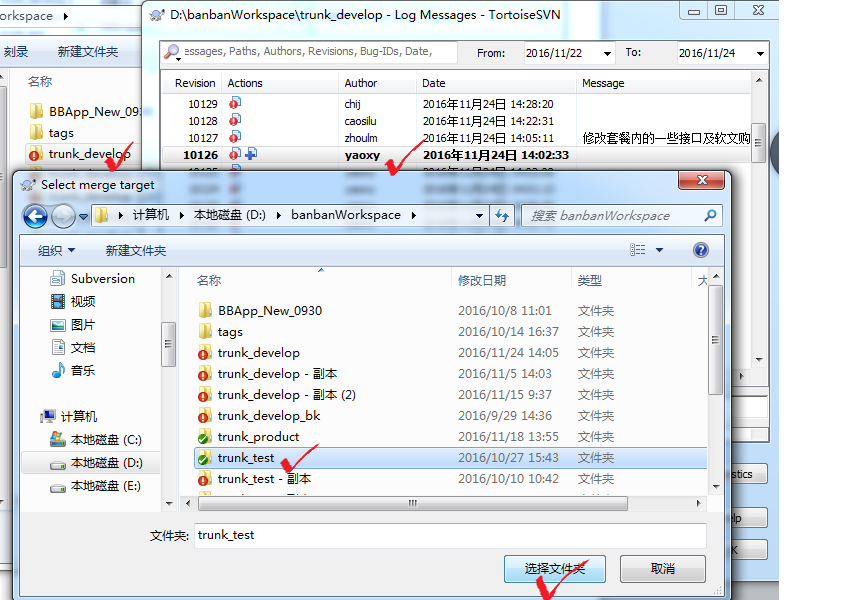 orkspace
D:\banbanWorkspace\trunk_develop - Log Messages - TortoiseSVN
刻录 新建文件夹
essages, Paths, Authors, Revisions, Bug-IDs, Date, From: 2016/11/22 To: 2016/11/24
名称
Revision Actions Author Date Message
10129 chij 2016年11月24日 14:28:20
BBApp_New_093
10128 caosilu 2016年11月24日 14:22:31
tags
10127 zhoulm 2016年11月24日 14:05:11 修改套餐内的一些接口及软文购
trunk_develop
10126 yaoxy 2016年11月24日 14:02:33
Select merge target
计算机 本地磁盘 (D:) banbanWorkspace 搜索 banbanWorkspace
组织 新建文件夹
名称 修改日期 类型 大
Subversion
视频
图片
文档
音乐
计算机
本地磁盘 (C:)
本地磁盘 (D:)
本地磁盘 (E:)
BBApp_New_0930 2016/10/8 11:01 文件夹
tags 2016/10/14 16:37 文件夹
trunk_develop 2016/11/24 14:05 文件夹
trunk_develop - 副本 2016/11/5 14:03 文件夹
trunk_develop - 副本 (2) 2016/11/15 9:37 文件夹
trunk_develop_bk 2016/9/29 14:36 文件夹
trunk_product 2016/11/18 13:55 文件夹
trunk_test 2016/10/27 15:43 文件夹
trunk_test - 副本 2016/10/10 10:42 文件夹
stics
lp
K
文件夹: trunk_test
选择文件夹 取消